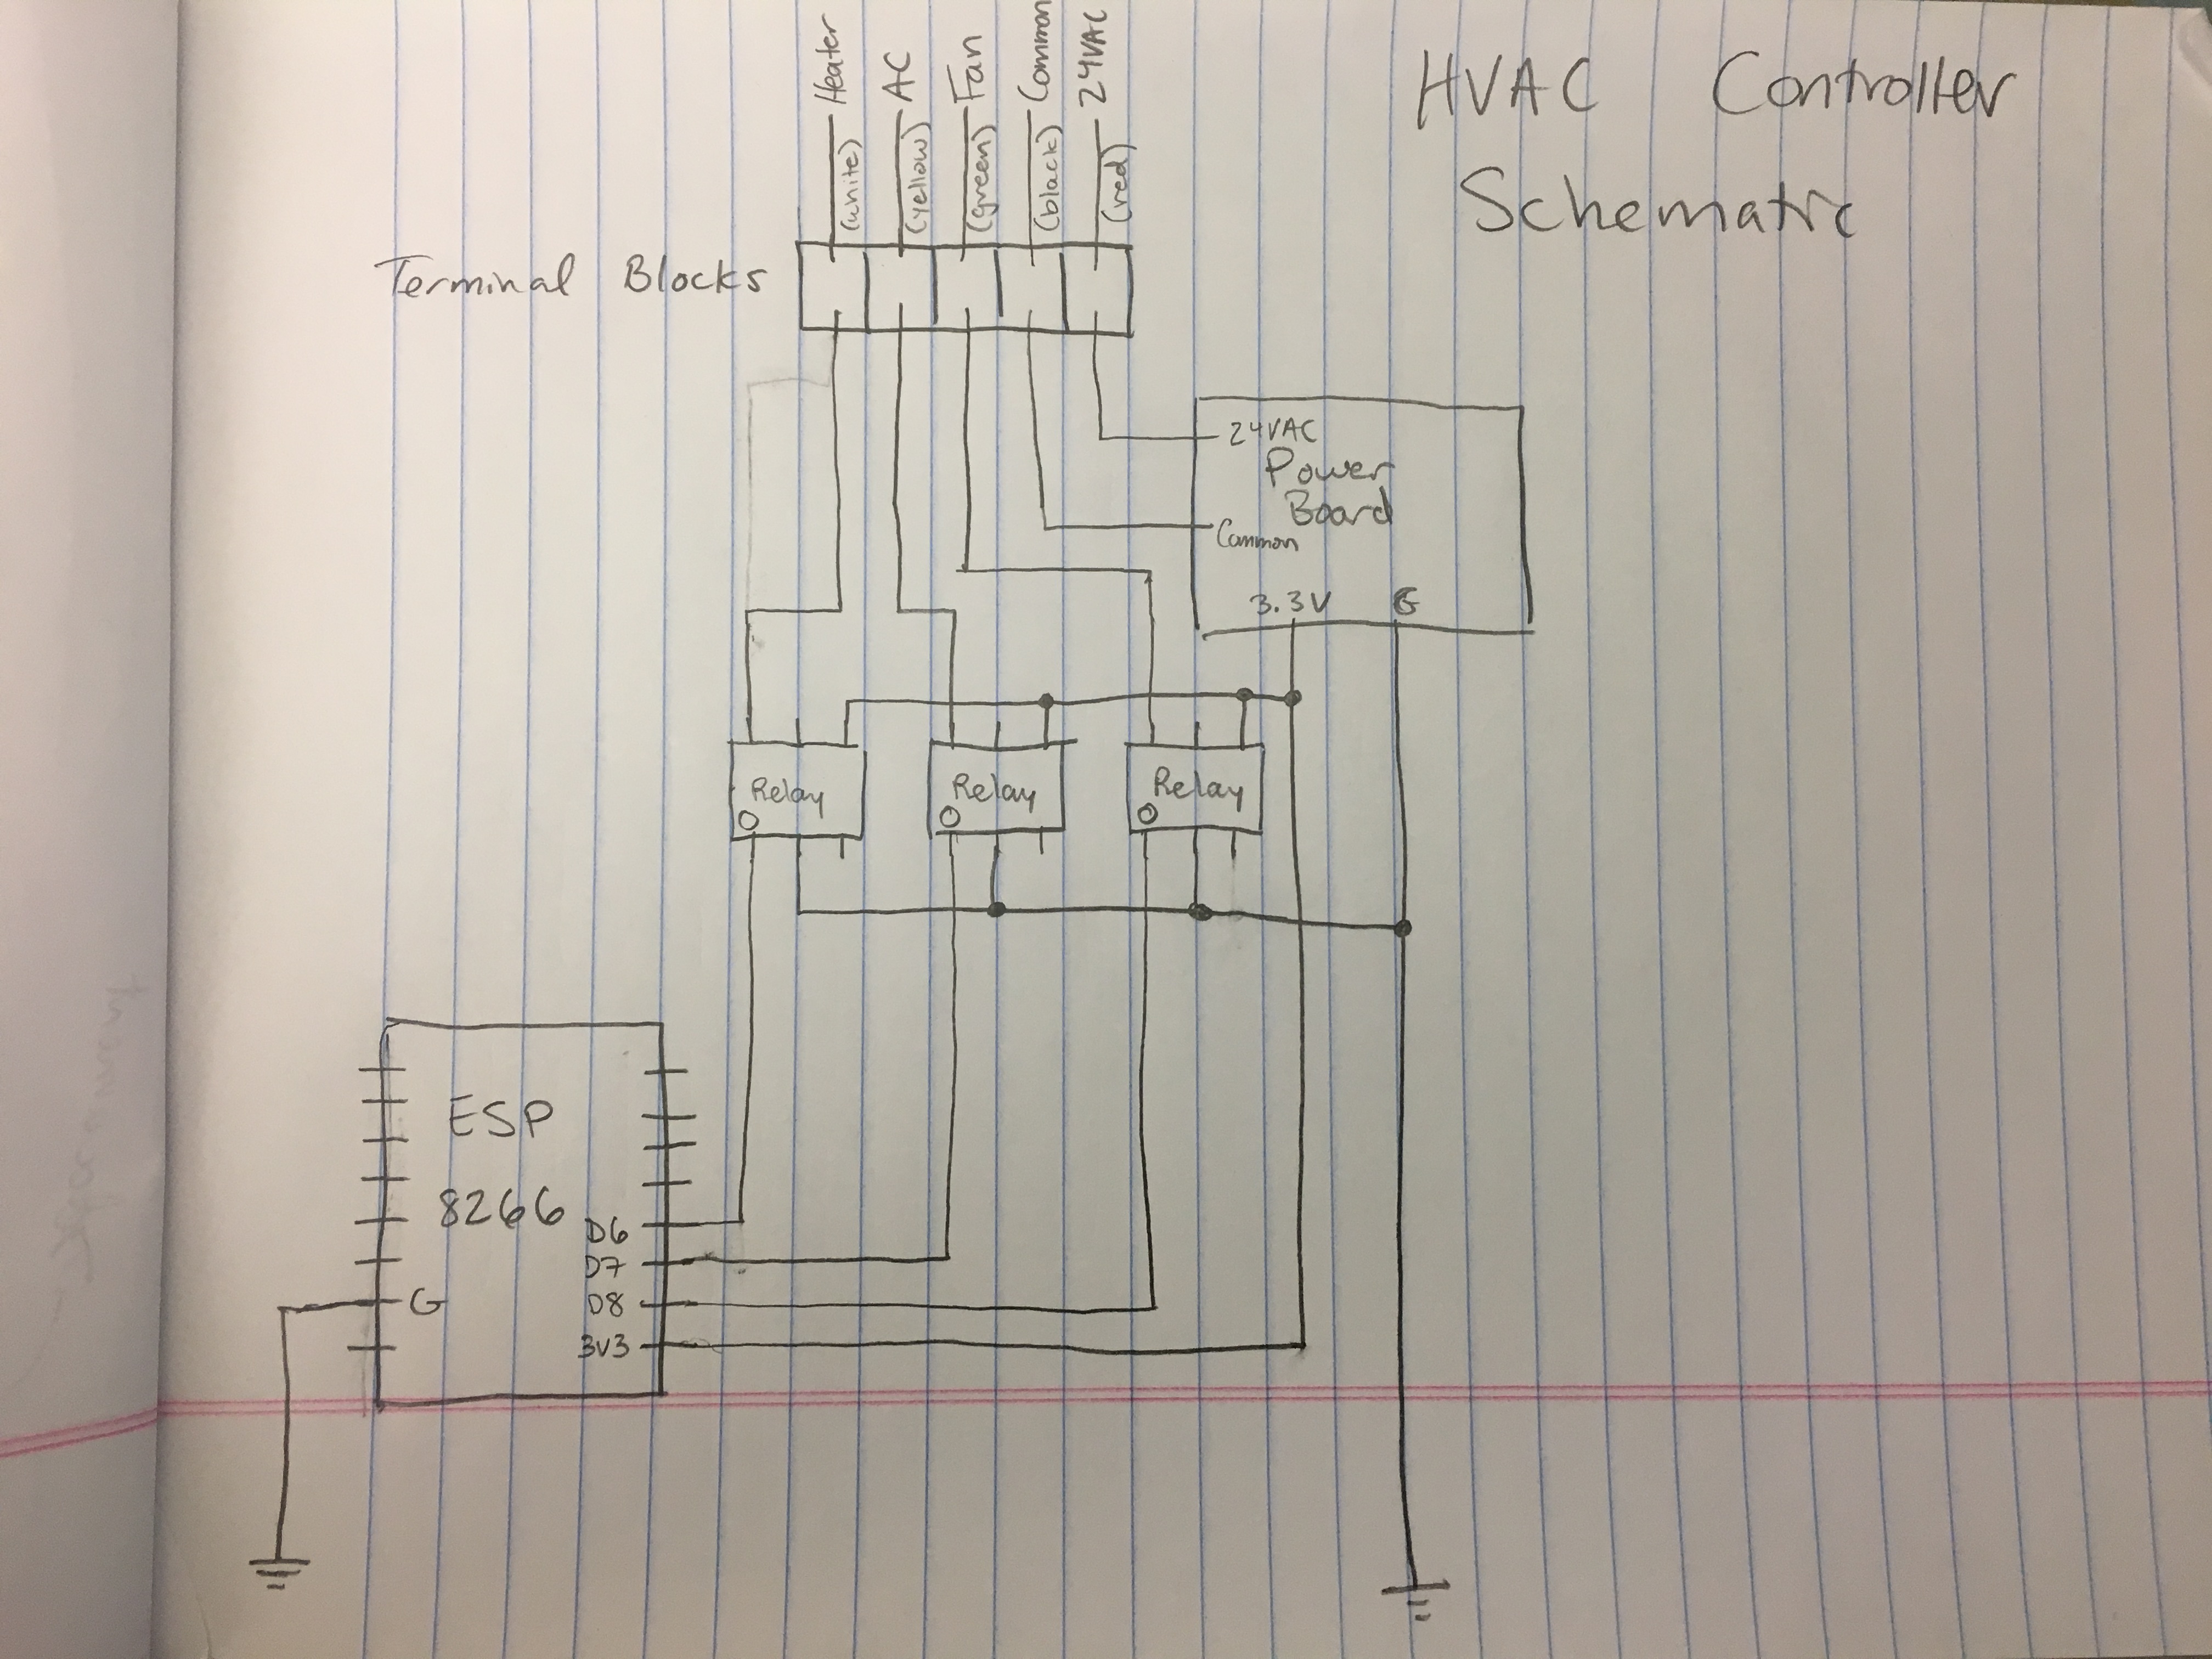 HVAC Controller
Schematic
Heater
(white)
AC
(yellow)
Fan
(green)
Common
(black)
24VAC
(red)
Terminal Blocks
24VAC
Power
Board
Common
3.3V G
Relay
Relay
Relay
ESP
8266
D6
D7
G
D8
3V3